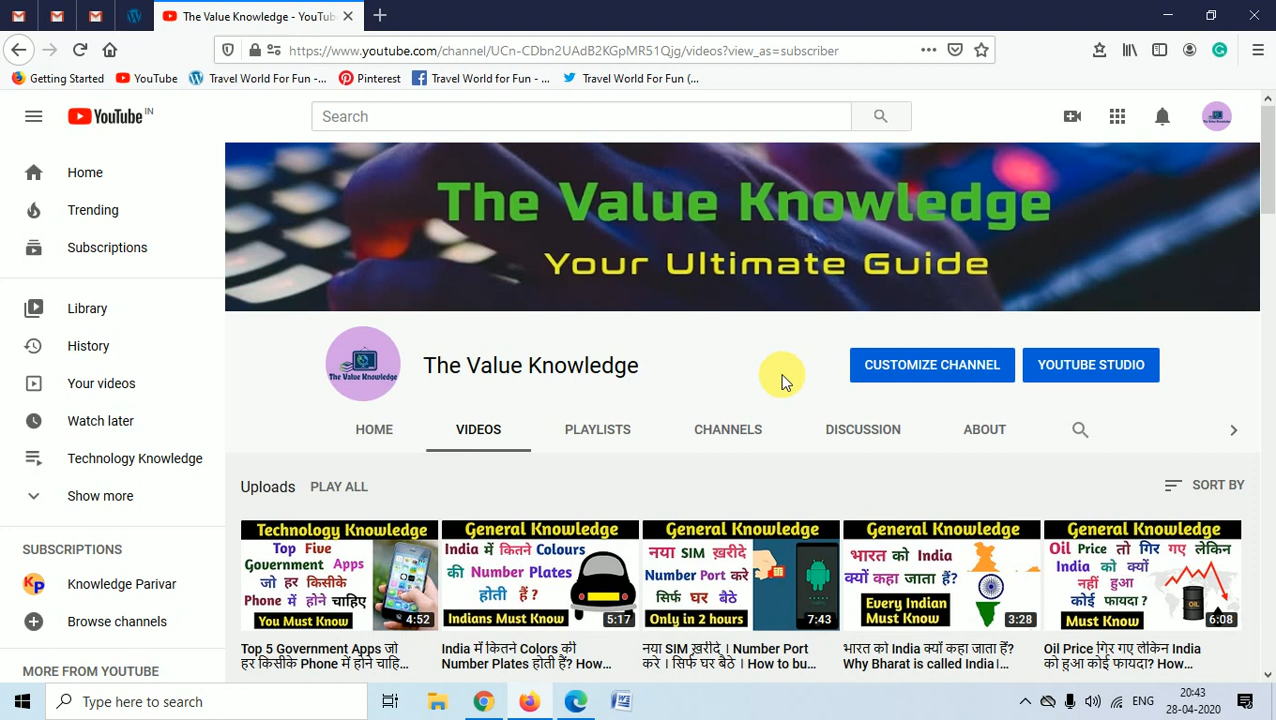 The Value Knowledge - YouTub
https://www.youtube.com/channel/UCn-CDbn2UAdB2KGpMR51Qjg/videos?view_as=subscriber
Getting Started
YouTube
Travel World For Fun -...
Pinterest
Travel World for Fun - ...
Travel World For Fun (...
YouTube IN
Search
Home
Trending
Subscriptions
Library
History
Your videos
Watch later
Technology Knowledge
Show more
SUBSCRIPTIONS
Knowledge Parivar
Browse channels
MORE FROM YOUTUBE
The Value Knowledge
Your Ultimate Guide
The Value Knowledge
The Value Knowledge
CUSTOMIZE CHANNEL
YOUTUBE STUDIO
HOME
VIDEOS
PLAYLISTS
CHANNELS
DISCUSSION
ABOUT
Uploads
PLAY ALL
SORT BY
Technology Knowledge
Top Five
Government Apps
जो हर किसीके
Phone में होने चाहिए
You Must Know
4:52
Top 5 Government Apps जो
हर किसीके Phone में होने चाहि...
General Knowledge
India में कितने Colours
की Number Plates
होती हैं ?
Indians Must Know
5:17
India में कितने Colors की
Number Plates होती हैं? How...
General Knowledge
नया SIM ख़रीदे
Number Port करे
सिर्फ घर बैठे
Only in 2 hours
7:43
नया SIM ख़रीदे । Number Port
करे । सिर्फ घर बैठे । How to bu...
General Knowledge
भारत को India
क्यों कहा जाता हैं?
Every Indian
Must Know
3:28
भारत को India क्यों कहा जाता हैं?
Why Bharat is called India।...
General Knowledge
Oil Price तो गिर गए लेकिन
India को क्यों
नहीं हुआ
कोई फायदा ?
Must Know
OIL
6:08
Oil Price गिर गए लेकिन India
को हुआ कोई फायदा? How...
Type here to search
ENG
20:43
28-04-2020